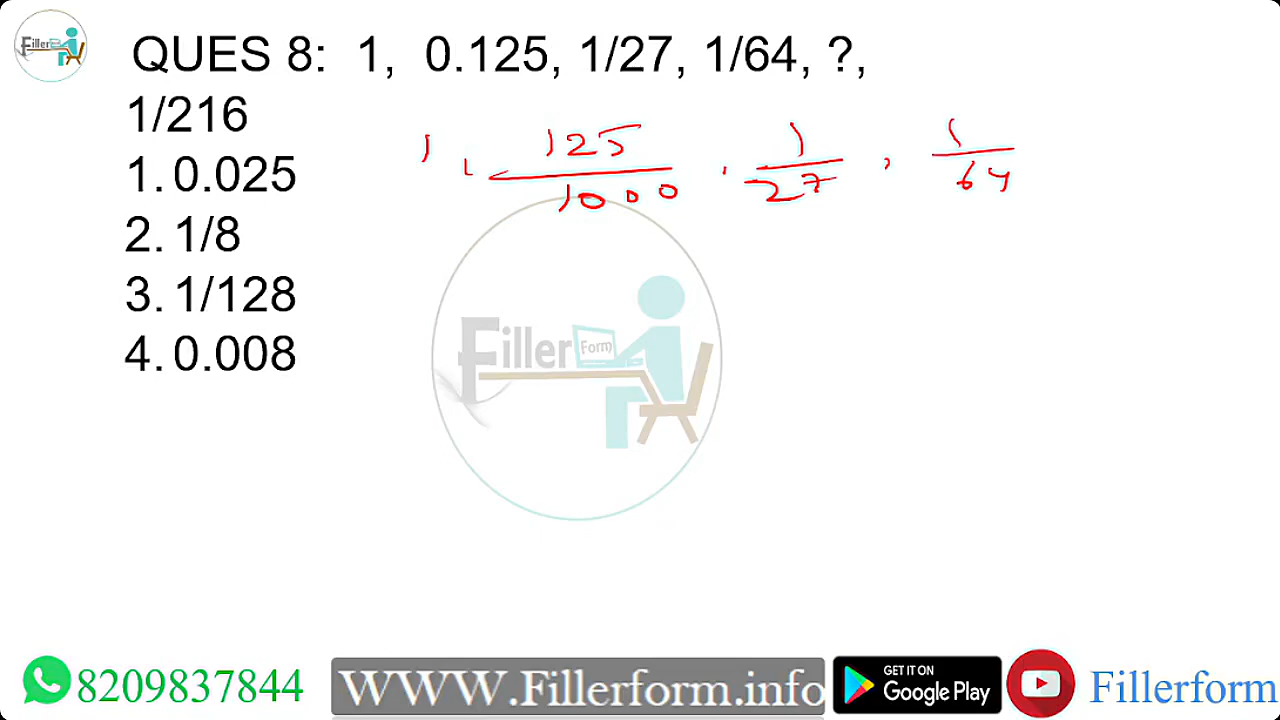 Filler
QUES 8: 1, 0.125, 1/27, 1/64, ?,
1/216
1, 125/1000, 1/27, 1/64
1. 0.025
2. 1/8
3. 1/128
4. 0.008
Filler Form
8209837844
WWW.Fillerform.info
GET IT ON
Google Play
Fillerform